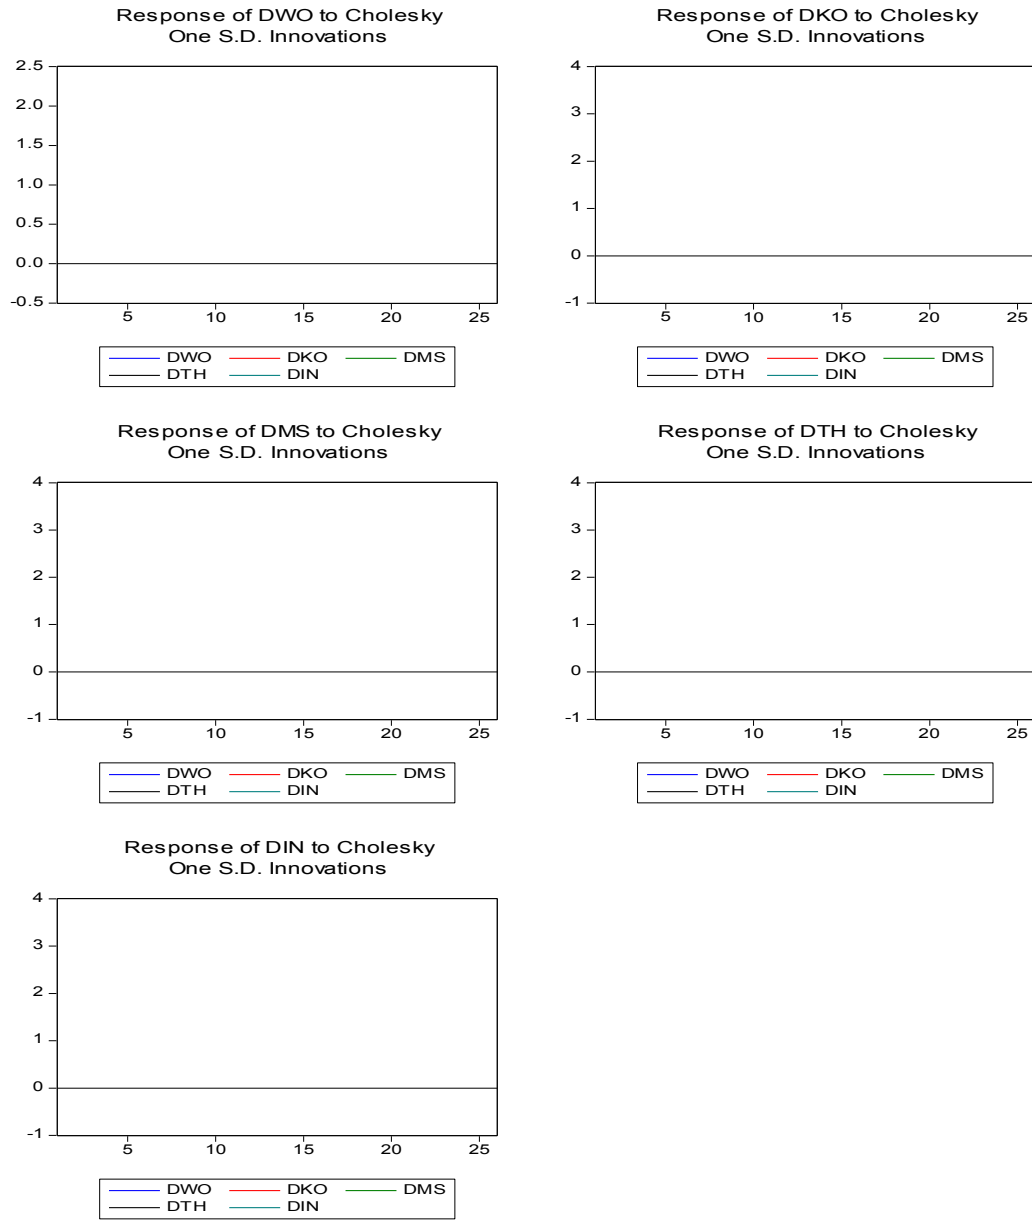 Response of DWO to Cholesky
One S.D. Innovations
2.5
2.0
1.5
1.0
0.5
0.0
-0.5
5 10 15 20 25
DWO DKO DMS
DTH DIN
Response of DKO to Cholesky
One S.D. Innovations
4
3
2
1
0
-1
5 10 15 20 25
DWO DKO DMS
DTH DIN
Response of DMS to Cholesky
One S.D. Innovations
4
3
2
1
0
-1
5 10 15 20 25
DWO DKO DMS
DTH DIN
Response of DTH to Cholesky
One S.D. Innovations
4
3
2
1
0
-1
5 10 15 20 25
DWO DKO DMS
DTH DIN
Response of DIN to Cholesky
One S.D. Innovations
4
3
2
1
0
-1
5 10 15 20 25
DWO DKO DMS
DTH DIN